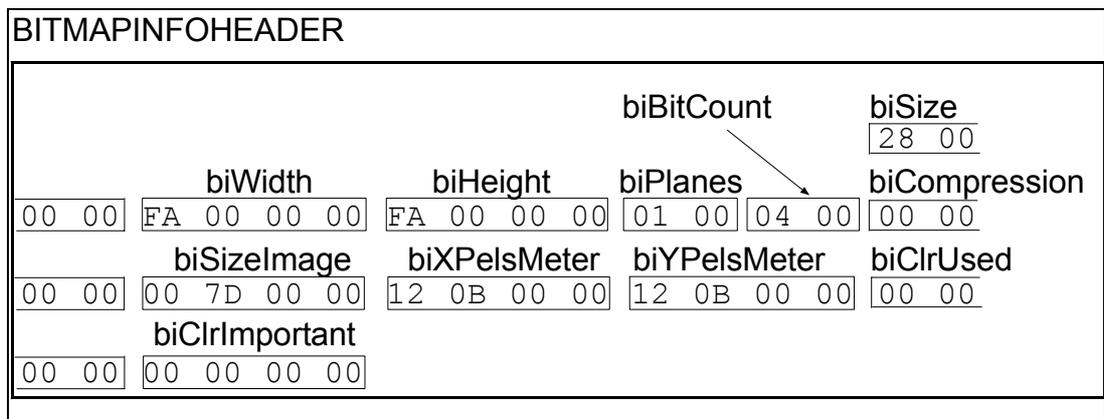 BITMAPINFOHEADER
biBitCount biSize
28 00
biWidth biHeight biPlanes biCompression
00 00 FA 00 00 00 FA 00 00 00 01 00 04 00 00 00
biSizeImage biXPelsMeter biYPelsMeter biClrUsed
00 00 00 7D 00 00 12 0B 00 00 12 0B 00 00 00 00
biClrImportant
00 00 00 00 00 00